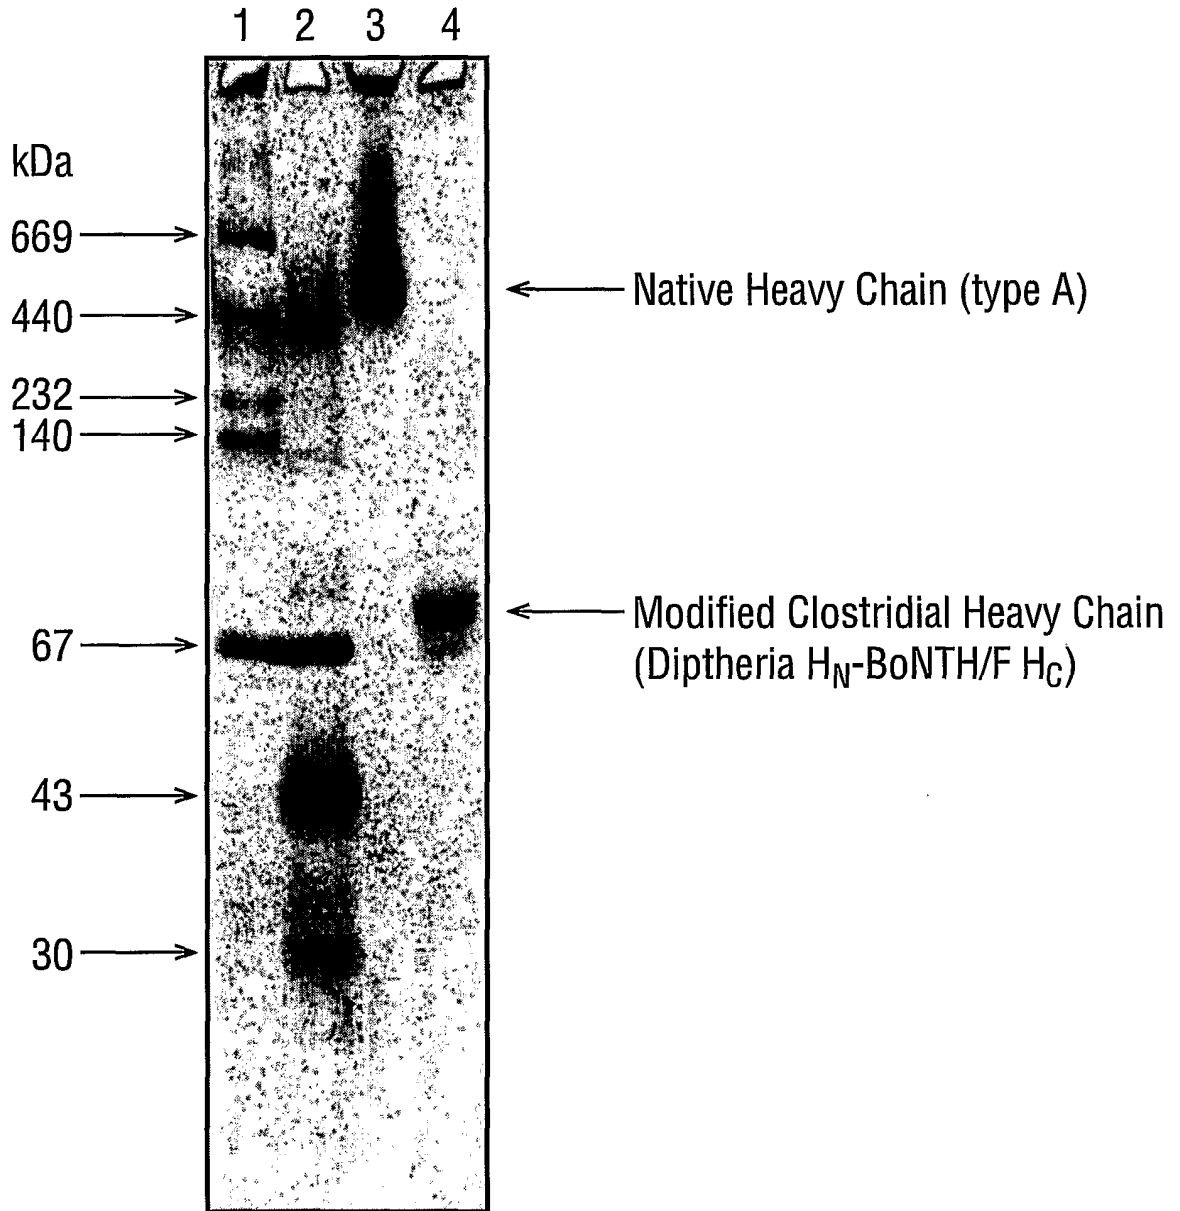 1 2 3 4
kDa
669
Native Heavy Chain (type A)
440
232
140
Modified Clostridial Heavy Chain
67
(Diptheria HN-BoNTH/F HC)
43
30